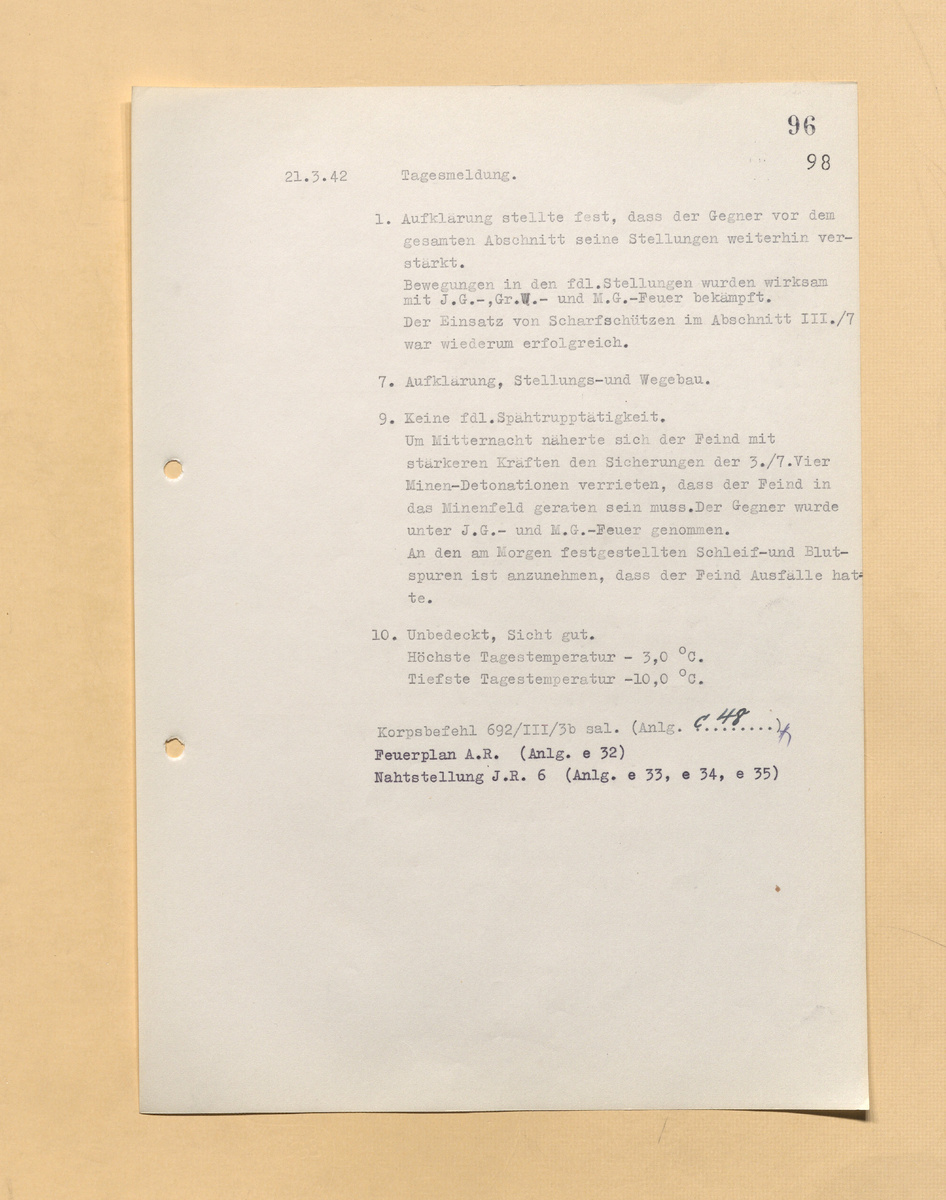 96
98
21.3.42 Tagesmeldung.
1. Aufklärung stellte fest, dass der Gegner vor dem
gesamten Abschnitt seine Stellungen weiterhin ver-
stärkt.
Bewegungen in den fdl.Stellungen wurden wirksam
mit J.G.-,Gr.W.- und M.G.-Feuer bekämpft.
Der Einsatz von Scharfschützen im Abschnitt III./7
war wiederum erfolgreich.
7. Aufklärung, Stellungs-und Wegebau.
9. Keine fdl.Spähtrupptätigkeit.
Um Mitternacht näherte sich der Feind mit
stärkeren Kräften den Sicherungen der 3./7.Vier
Minen-Detonationen verrieten, dass der Feind in
das Minenfeld geraten sein muss.Der Gegner wurde
unter J.G.- und M.G.-Feuer genommen.
An den am Morgen festgestellten Schleif-und Blut-
spuren ist anzunehmen, dass der Feind Ausfälle hat-
te.
10. Unbedeckt, Sicht gut.
Höchste Tagestemperatur - 3,0 °C.
Tiefste Tagestemperatur -10,0 °C.
Korpsbefehl 692/III/3b sal. (Anlg. c 48)
Feuerplan A.R. (Anlg. e 32)
Nahtstellung J.R. 6 (Anlg. e 33, e 34, e 35)